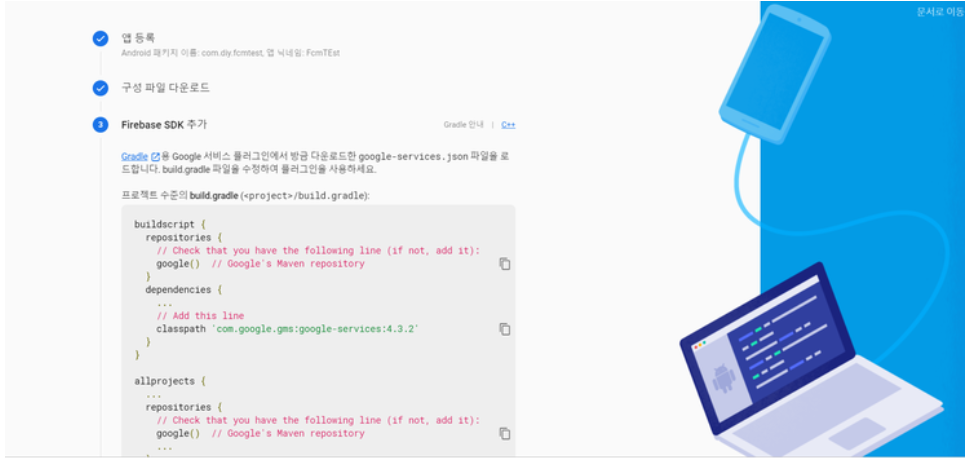 문서로 이동
앱 등록
Android 패키지 이름: com.diy.fcmtest, 앱 닉네임: FcmTEst
구성 파일 다운로드
3 Firebase SDK 추가 Gradle 안내 | C++
Gradle 용 Google 서비스 플러그인에서 방금 다운로드한 google-services.json 파일을 로
드합니다. build.gradle 파일을 수정하여 플러그인을 사용하세요.
프로젝트 수준의 build.gradle (<project>/build.gradle):
buildscript {
repositories {
// Check that you have the following line (if not, add it):
google() // Google's Maven repository
}
dependencies {
...
// Add this line
classpath 'com.google.gms:google-services:4.3.2'
}
}
allprojects {
...
repositories {
// Check that you have the following line (if not, add it):
google() // Google's Maven repository
...